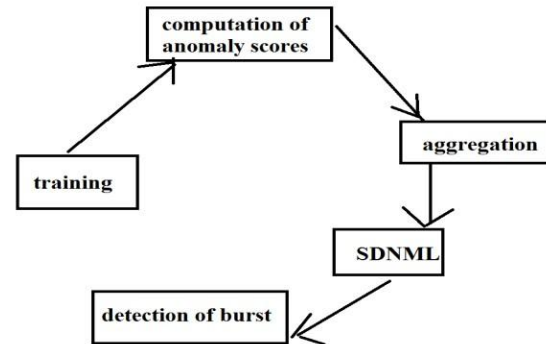 computation of
anomaly scores
training
aggregation
SDNML
detection of burst